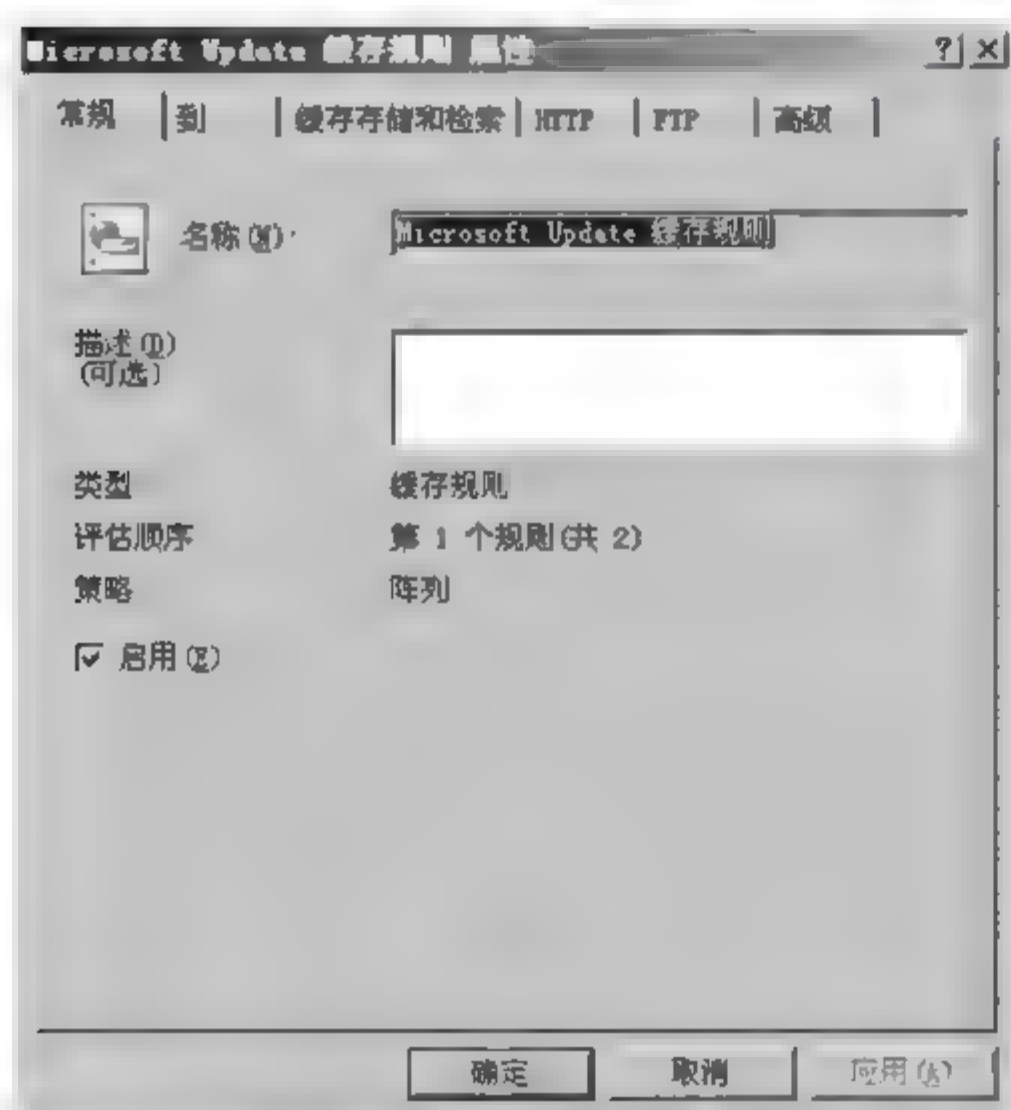 Microsoft Update 缓存规则 属性
常规 到 缓存存储和检索 HTTP FTP 高级
名称(N): Microsoft Update 缓存规则
描述(D)
(可选)
类型 缓存规则
评估顺序 第 1 个规则(共 2)
策略 阵列
启用(E)
确定 取消 应用(A)